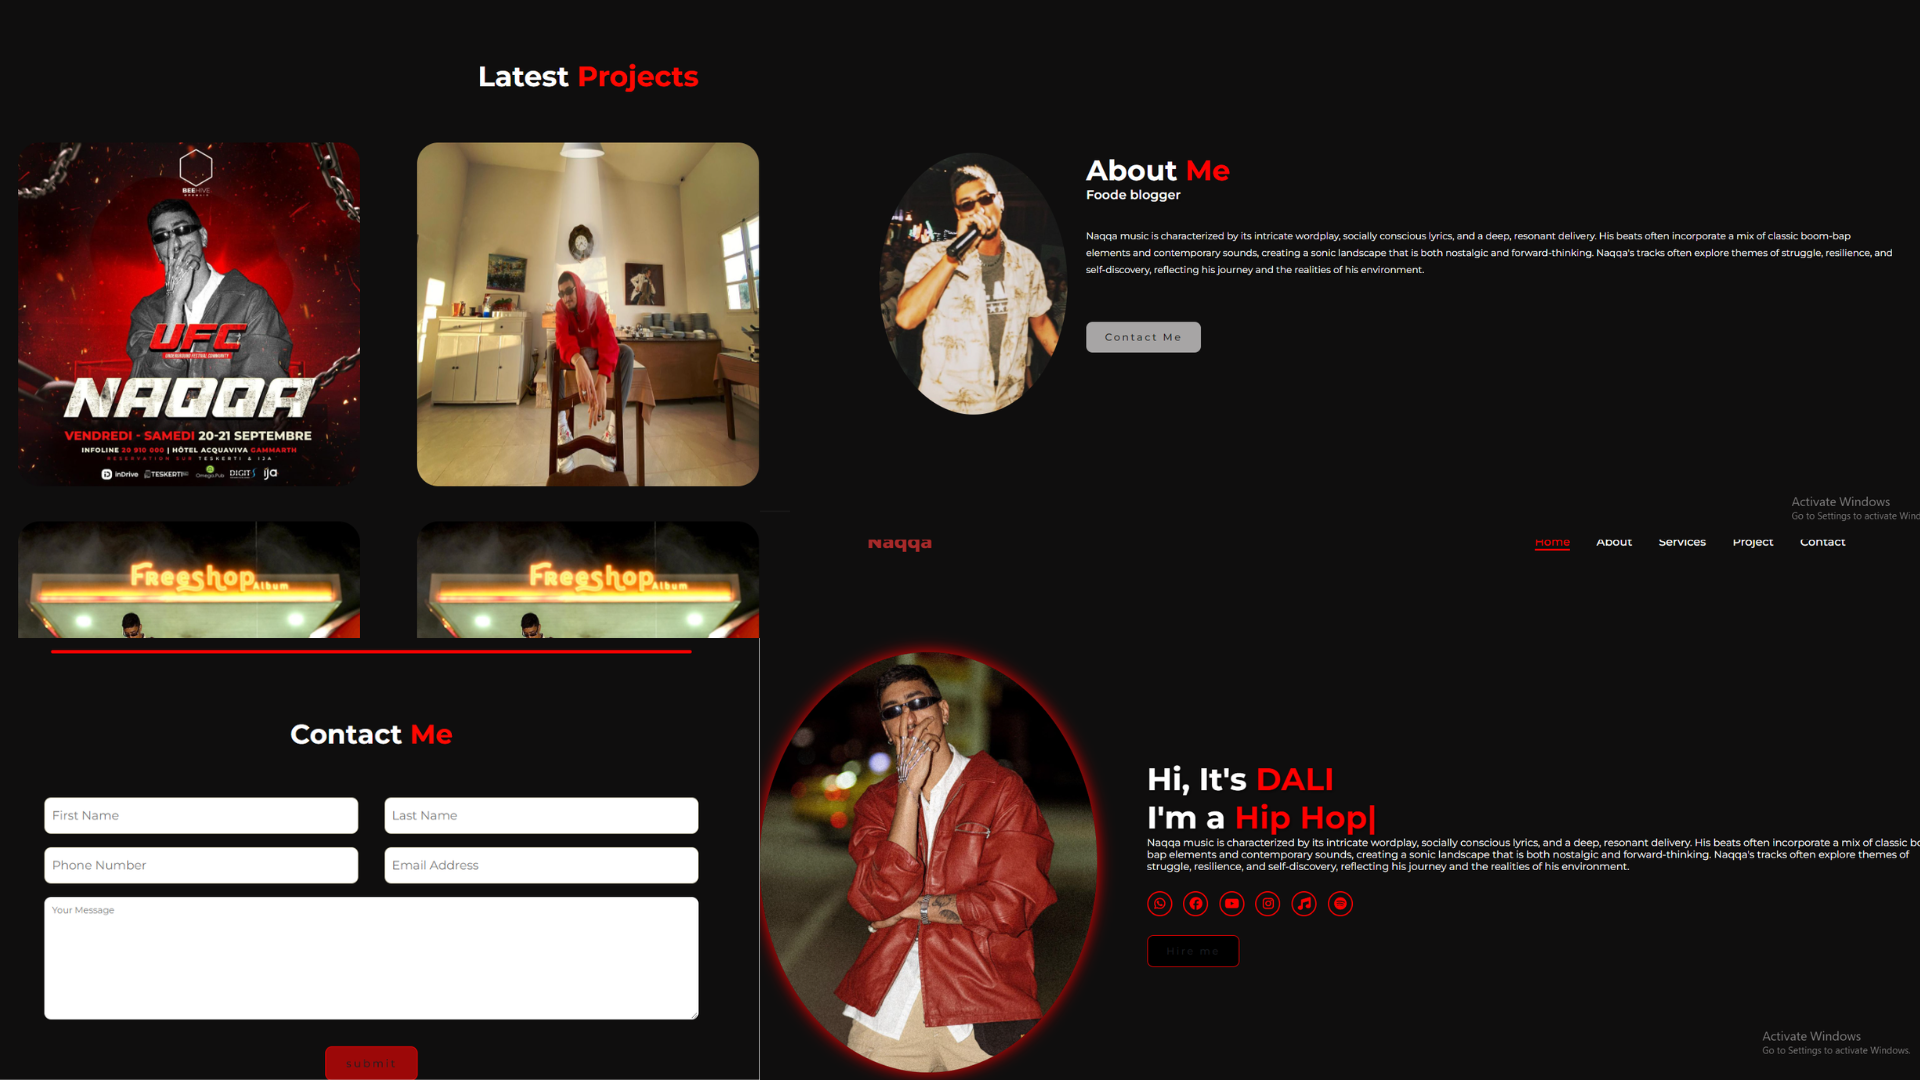 Latest Projects
BEEHIVE
UFC
UNDERGROUND FESTIVAL COMMUNITY
NAQQA
VENDREDI - SAMEDI 20-21 SEPTEMBRE
INFOLINE 20 910 000 | HÔTEL ACQUAVIVA GAMMARTH
RESERVATION SUR TESKERTI & IJA
inDrive TESKERTI DIGIT ija
Freeshop Album
Freeshop Album
About Me
Foode blogger
Naqqa music is characterized by its intricate wordplay, socially conscious lyrics, and a deep, resonant delivery. His beats often incorporate a mix of classic boom-bap
elements and contemporary sounds, creating a sonic landscape that is both nostalgic and forward-thinking. Naqqa's tracks often explore themes of struggle, resilience, and
self-discovery, reflecting his journey and the realities of his environment.
Contact Me
Activate Windows
Go to Settings to activate Wind
Naqqa
Home About Services Project Contact
Contact Me
First Name Last Name
Phone Number Email Address
Your Message
submit
Hi, It's DALI
I'm a Hip Hop|
Naqqa music is characterized by its intricate wordplay, socially conscious lyrics, and a deep, resonant delivery. His beats often incorporate a mix of classic bo
bap elements and contemporary sounds, creating a sonic landscape that is both nostalgic and forward-thinking. Naqqa's tracks often explore themes of
struggle, resilience, and self-discovery, reflecting his journey and the realities of his environment.
Hire me
Activate Windows
Go to Settings to activate Windows.